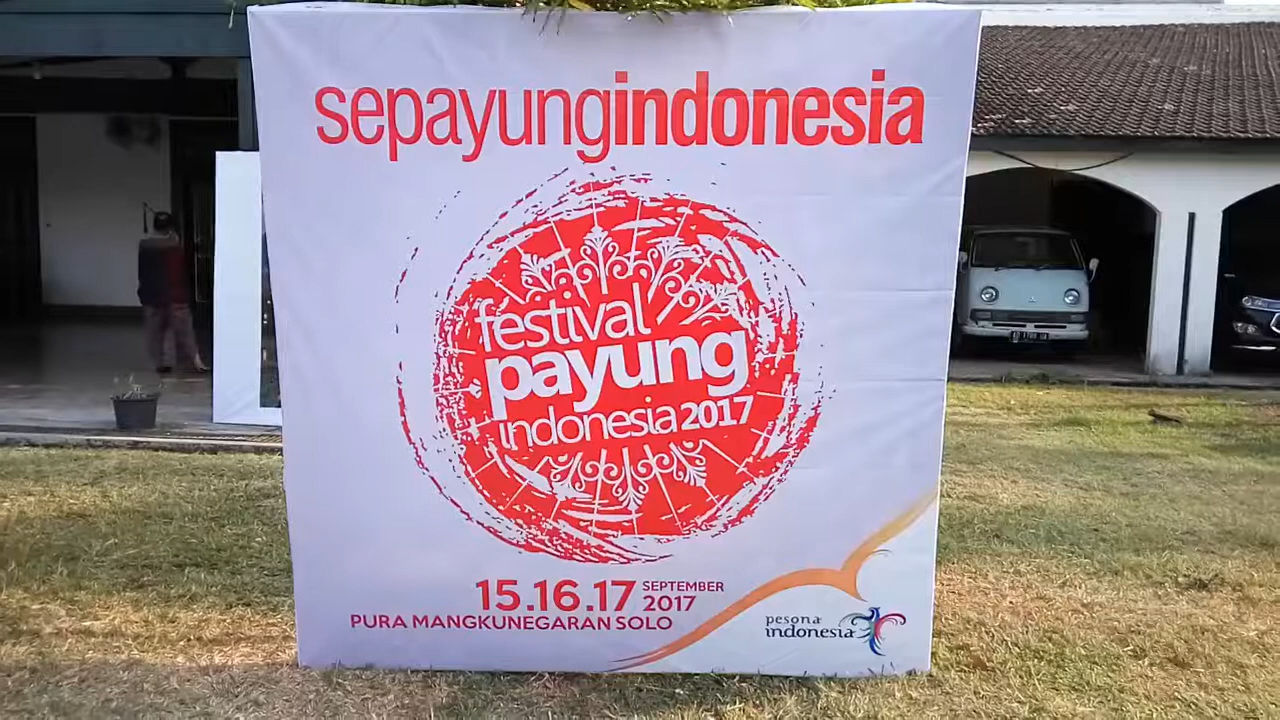 sepayungindonesia
festival
payung
indonesia 2017
15.16.17 SEPTEMBER 2017
PURA MANGKUNEGARAN SOLO
pesona
indonesia